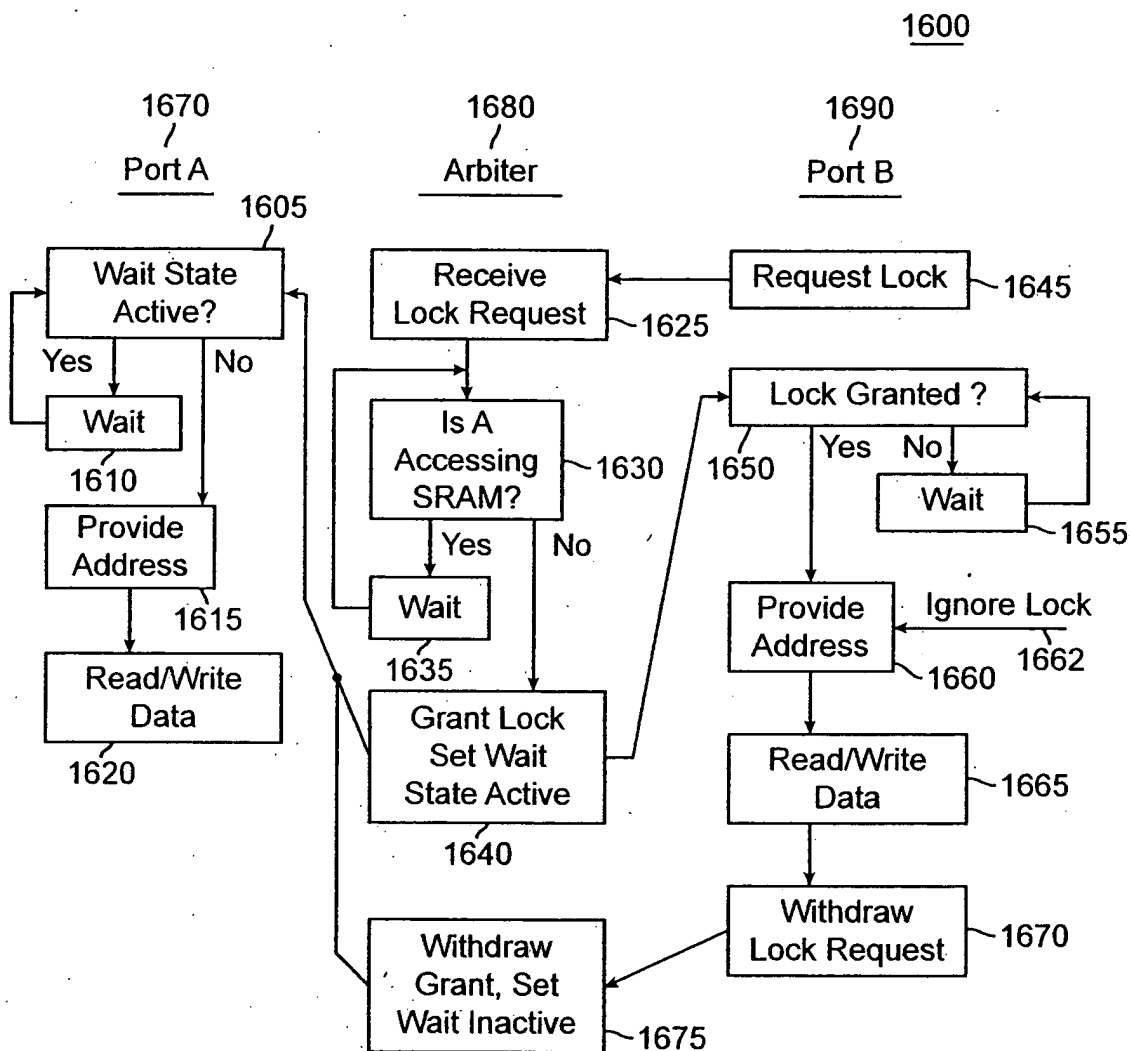 1600
1670
Port A
1680
Arbiter
1690
Port B
1605
Wait State
Active?
Yes
No
Wait
1610
Provide
Address
1615
Read/Write
Data
1620
Receive
Lock Request
1625
Is A
Accessing
SRAM?
1630
Yes
No
Wait
1635
Grant Lock
Set Wait
State Active
1640
Withdraw
Grant, Set
Wait Inactive
1675
Request Lock
1645
Lock Granted ?
1650
Yes
No
Wait
1655
Provide
Address
1660
Ignore Lock
1662
Read/Write
Data
1665
Withdraw
Lock Request
1670